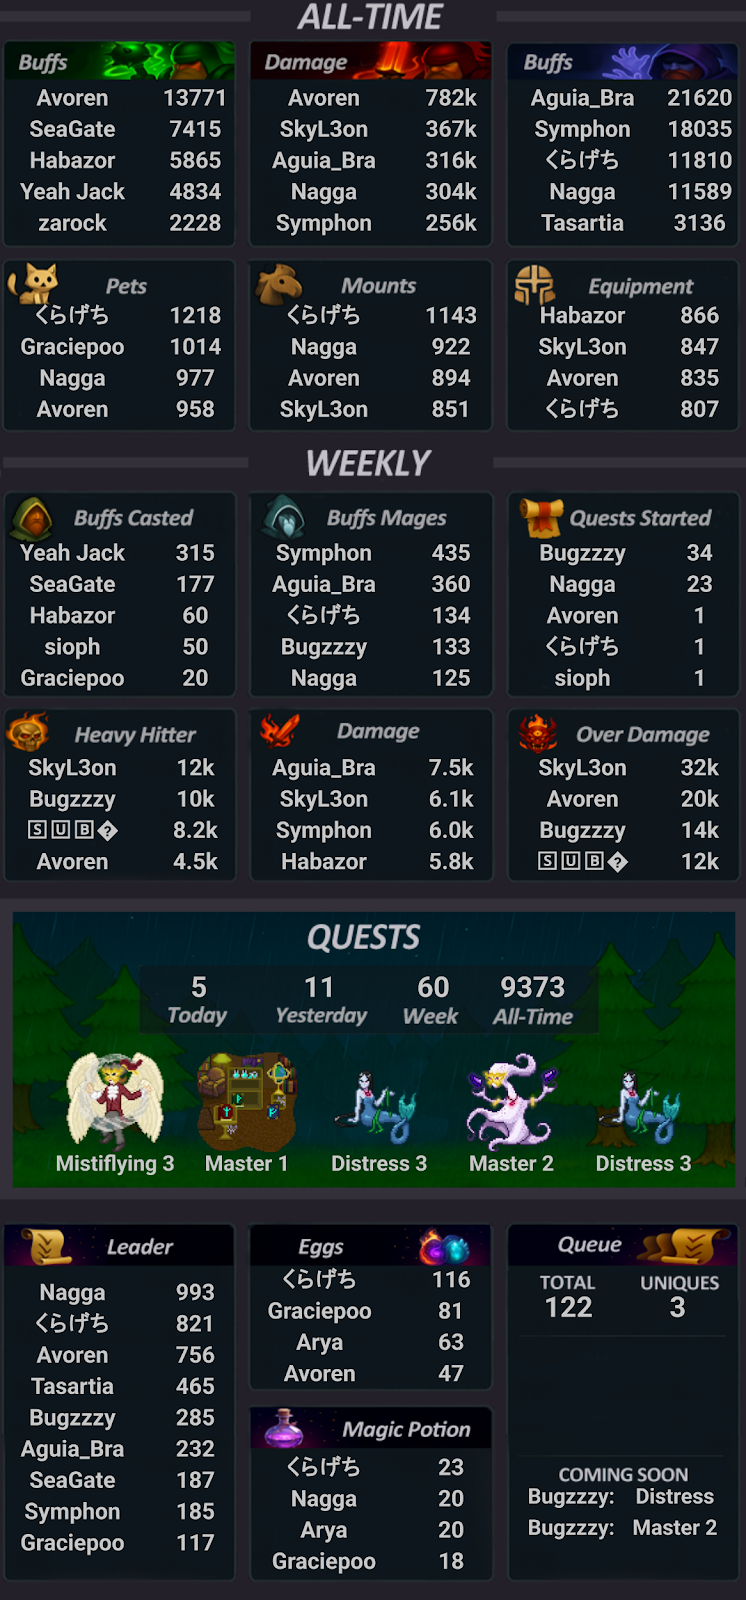 ALL-TIME
Buffs
Avoren 13771
SeaGate 7415
Habazor 5865
Yeah Jack 4834
zarock 2228
Damage
Avoren 782k
SkyL3on 367k
Aguia_Bra 316k
Nagga 304k
Symphon 256k
Buffs
Aguia_Bra 21620
Symphon 18035
くらげち 11810
Nagga 11589
Tasartia 3136
Pets
くらげち 1218
Graciepoo 1014
Nagga 977
Avoren 958
Mounts
くらげち 1143
Nagga 922
Avoren 894
SkyL3on 851
Equipment
Habazor 866
SkyL3on 847
Avoren 835
くらげち 807
WEEKLY
Buffs Casted
Yeah Jack 315
SeaGate 177
Habazor 60
sioph 50
Graciepoo 20
Buffs Mages
Symphon 435
Aguia_Bra 360
くらげち 134
Bugzzzy 133
Nagga 125
Quests Started
Bugzzzy 34
Nagga 23
Avoren 1
くらげち 1
sioph 1
Heavy Hitter
SkyL3on 12k
Bugzzzy 10k
🅂🅄🄱� 8.2k
Avoren 4.5k
Damage
Aguia_Bra 7.5k
SkyL3on 6.1k
Symphon 6.0k
Habazor 5.8k
Over Damage
SkyL3on 32k
Avoren 20k
Bugzzzy 14k
🅂🅄🄱� 12k
QUESTS
5 11 60 9373
Today Yesterday Week All-Time
Mistiflying 3 Master 1 Distress 3 Master 2 Distress 3
Leader
Nagga 993
くらげち 821
Avoren 756
Tasartia 465
Bugzzzy 285
Aguia_Bra 232
SeaGate 187
Symphon 185
Graciepoo 117
Eggs
くらげち 116
Graciepoo 81
Arya 63
Avoren 47
Magic Potion
くらげち 23
Nagga 20
Arya 20
Graciepoo 18
Queue
TOTAL UNIQUES
122 3
COMING SOON
Bugzzzy: Distress
Bugzzzy: Master 2